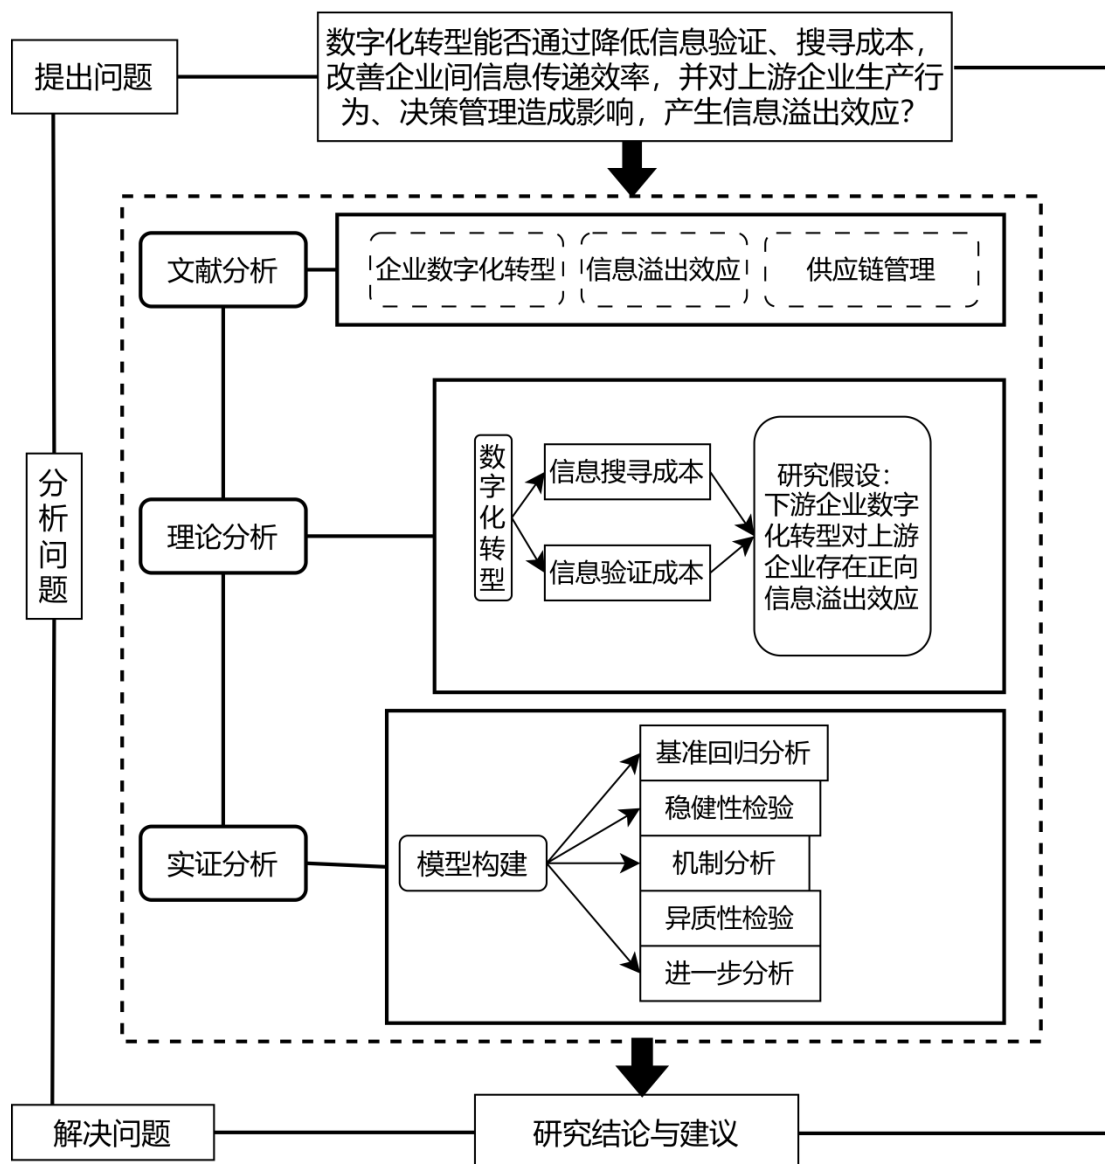 提出问题
数字化转型能否通过降低信息验证、搜寻成本，
改善企业间信息传递效率，并对上游企业生产行
为、决策管理造成影响，产生信息溢出效应？
文献分析
企业数字化转型
信息溢出效应
供应链管理
分
析
问
题
理论分析
数
字
化
转
型
信息搜寻成本
信息验证成本
研究假设：
下游企业数字
化转型对上游
企业存在正向
信息溢出效应
实证分析
模型构建
基准回归分析
稳健性检验
机制分析
异质性检验
进一步分析
解决问题
研究结论与建议